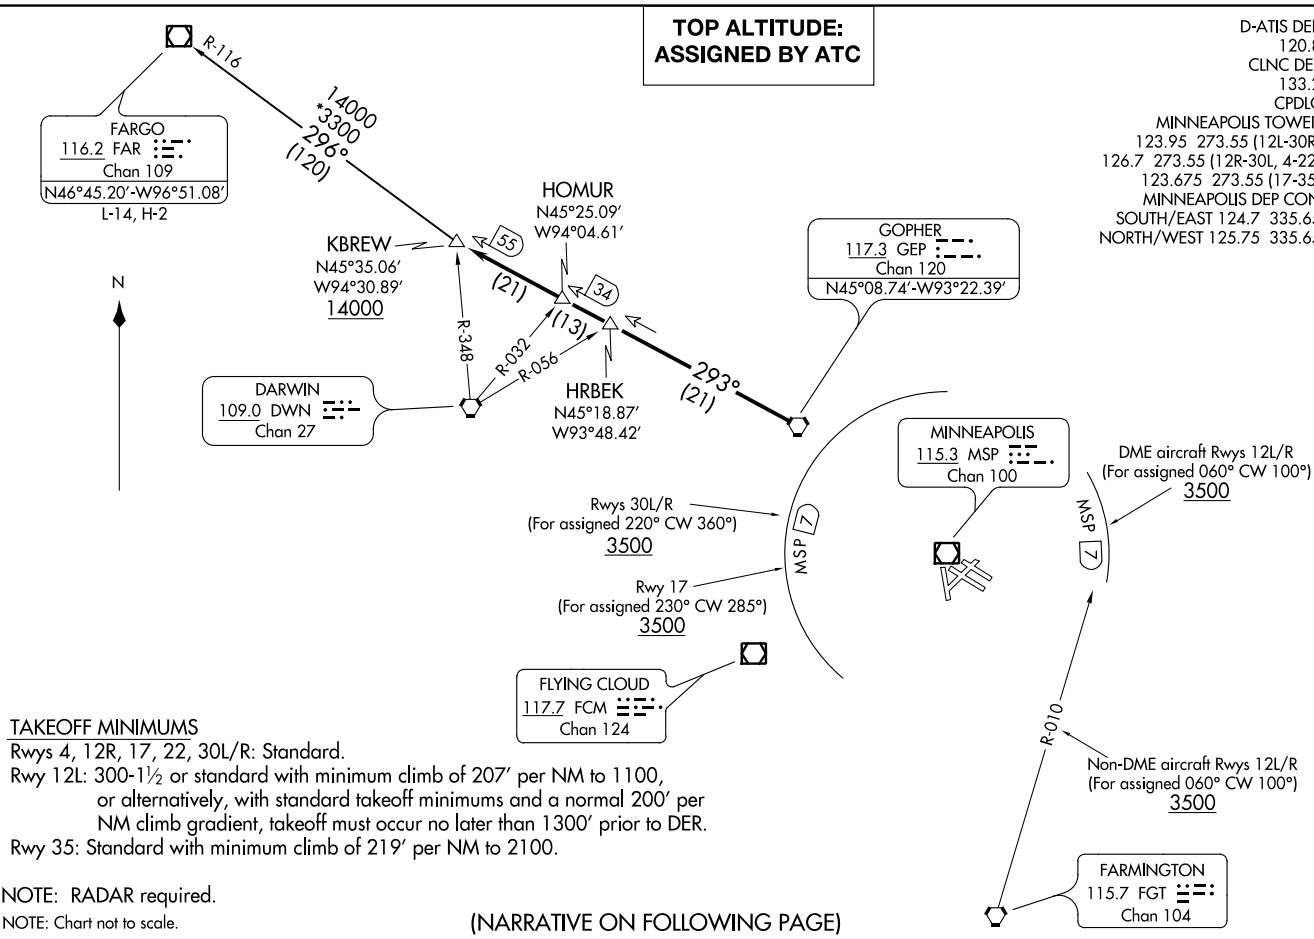 TOP ALTITUDE:
ASSIGNED BY ATC
D-ATIS DE
120.8
CLNC DE
133.2
CPDL
MINNEAPOLIS TOWE
123.95 273.55 (12L-30R
126.7 273.55 (12R-30L, 4-22
123.675 273.55 (17-35
MINNEAPOLIS DEP CON
SOUTH/EAST 124.7 335.6
NORTH/WEST 125.75 335.6
R-116
FARGO
116.2 FAR
Chan 109
N46°45.20'-W96°51.08'
L-14, H-2
14000
*3300
296°
(120)
N
KBREW
N45°35.06'
W94°30.89'
14000
55
(21)
HOMUR
N45°25.09'
W94°04.61'
34
(13)
R-348
R-032
R-056
HRBEK
N45°18.87'
W93°48.42'
293°
(21)
GOPHER
117.3 GEP
Chan 120
N45°08.74'-W93°22.39'
DARWIN
109.0 DWN
Chan 27
MINNEAPOLIS
115.3 MSP
Chan 100
DME aircraft Rwys 12L/R
(For assigned 060° CW 100°)
3500
MSP 7
Rwys 30L/R
(For assigned 220° CW 360°)
3500
MSP 7
Rwy 17
(For assigned 230° CW 285°)
3500
FLYING CLOUD
117.7 FCM
Chan 124
R-010
Non-DME aircraft Rwys 12L/R
(For assigned 060° CW 100°)
3500
FARMINGTON
115.7 FGT
Chan 104
TAKEOFF MINIMUMS
Rwys 4, 12R, 17, 22, 30L/R: Standard.
Rwy 12L: 300-1½ or standard with minimum climb of 207' per NM to 1100,
or alternatively, with standard takeoff minimums and a normal 200' per
NM climb gradient, takeoff must occur no later than 1300' prior to DER.
Rwy 35: Standard with minimum climb of 219' per NM to 2100.
NOTE: RADAR required.
NOTE: Chart not to scale.
(NARRATIVE ON FOLLOWING PAGE)